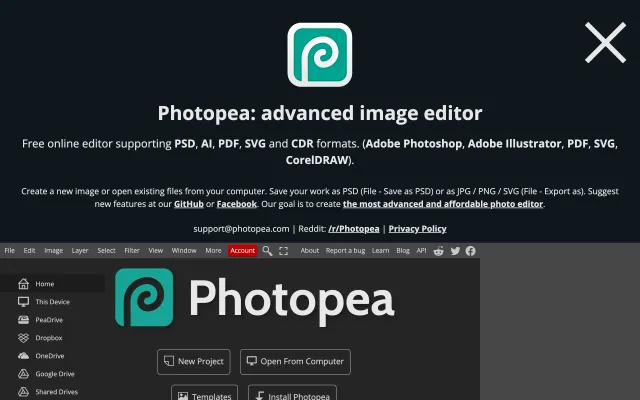 Photopea: advanced image editor
Free online editor supporting PSD, AI, PDF, SVG and CDR formats. (Adobe Photoshop, Adobe Illustrator, PDF, SVG,
CorelDRAW).
Create a new image or open existing files from your computer. Save your work as PSD (File - Save as PSD) or as JPG / PNG / SVG (File - Export as). Suggest
new features at our GitHub or Facebook. Our goal is to create the most advanced and affordable photo editor.
support@photopea.com | Reddit: /r/Photopea | Privacy Policy
File Edit Image Layer Select Filter View Window More Account About Report a bug Learn Blog API
Home
This Device
PeaDrive
Dropbox
OneDrive
Google Drive
Shared Drives
Photopea
New Project Open From Computer
Templates Install Photopea